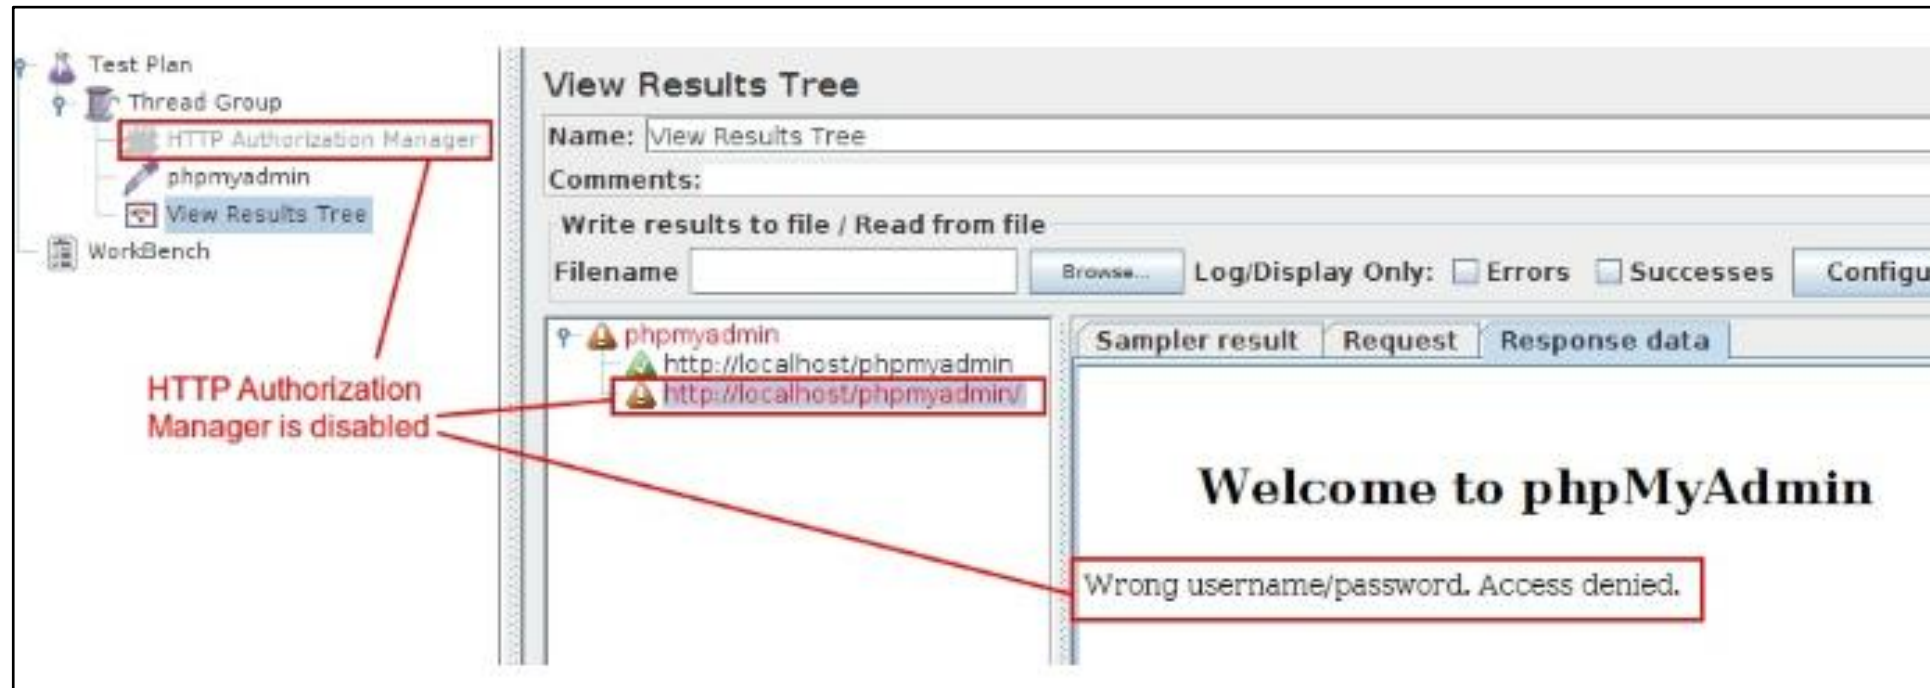 Test Plan
Thread Group
HTTP Authorization Manager
phpmyadmin
View Results Tree
WorkBench
HTTP Authorization
Manager is disabled
View Results Tree
Name: View Results Tree
Comments:
Write results to file / Read from file
Filename Browse... Log/Display Only: Errors Successes Configu
phpmyadmin
http://localhost/phpmyadmin
http://localhost/phpmyadmin/
Sampler result Request Response data
Welcome to phpMyAdmin
Wrong username/password. Access denied.